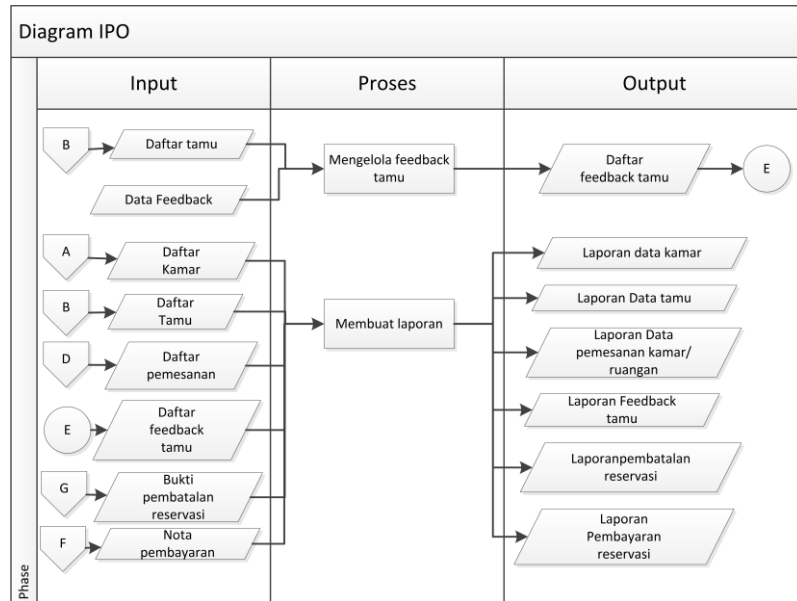 Diagram IPO
Input
Proses
Output
B
Daftar tamu
Data Feedback
Mengelola feedback
tamu
Daftar
feedback tamu
E
A
Daftar
Kamar
B
Daftar
Tamu
D
Daftar
pemesanan
E
Daftar
feedback
tamu
G
Bukti
pembatalan
reservasi
F
Nota
pembayaran
Membuat laporan
Laporan data kamar
Laporan Data tamu
Laporan Data
pemesanan kamar/
ruangan
Laporan Feedback
tamu
Laporanpembatalan
reservasi
Laporan
Pembayaran
reservasi
Phase